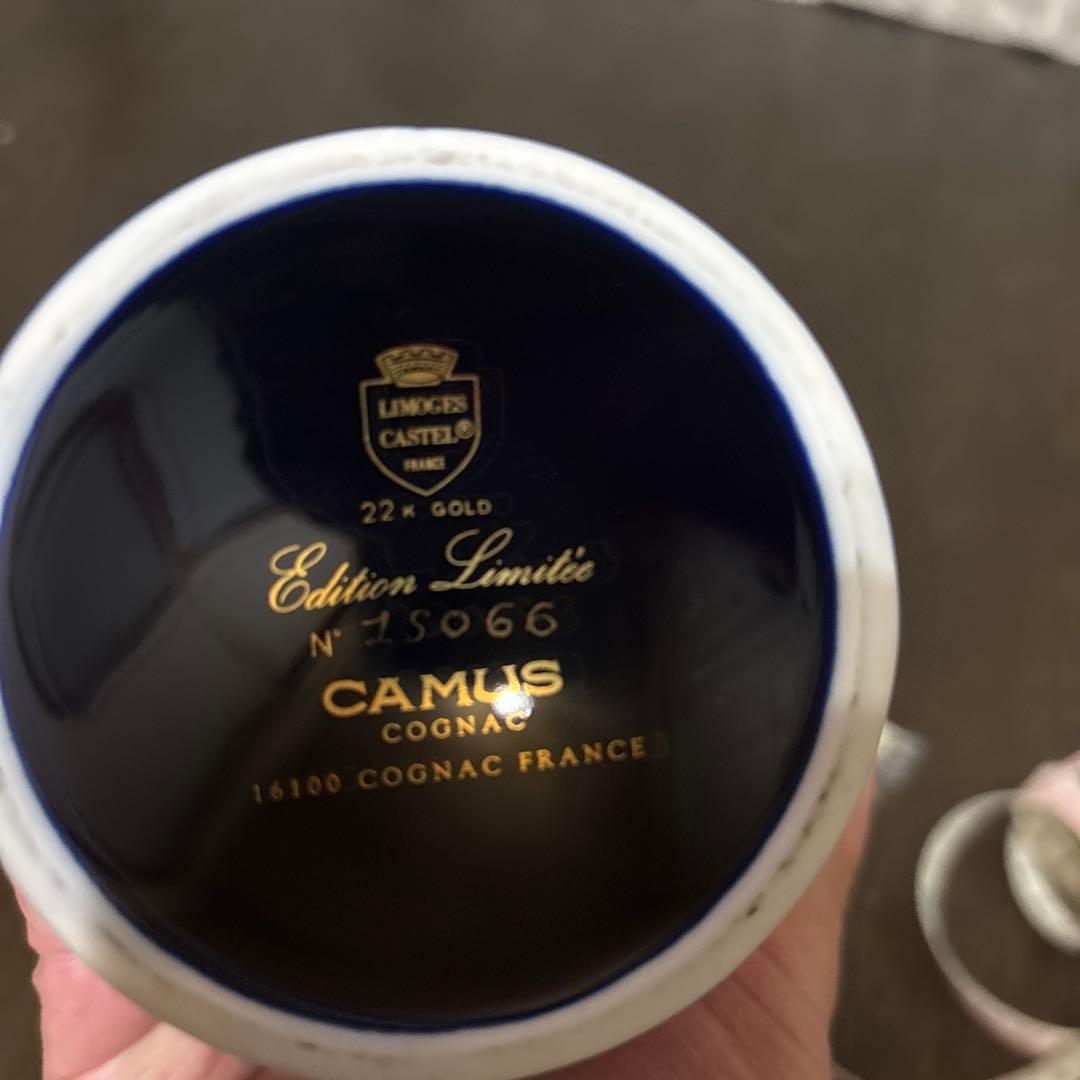 LIMOGES
CASTEL®
FRANCE
22 K GOLD
Edition Limitée
N° 15066
CAMUS
COGNAC
16100 COGNAC FRANCE